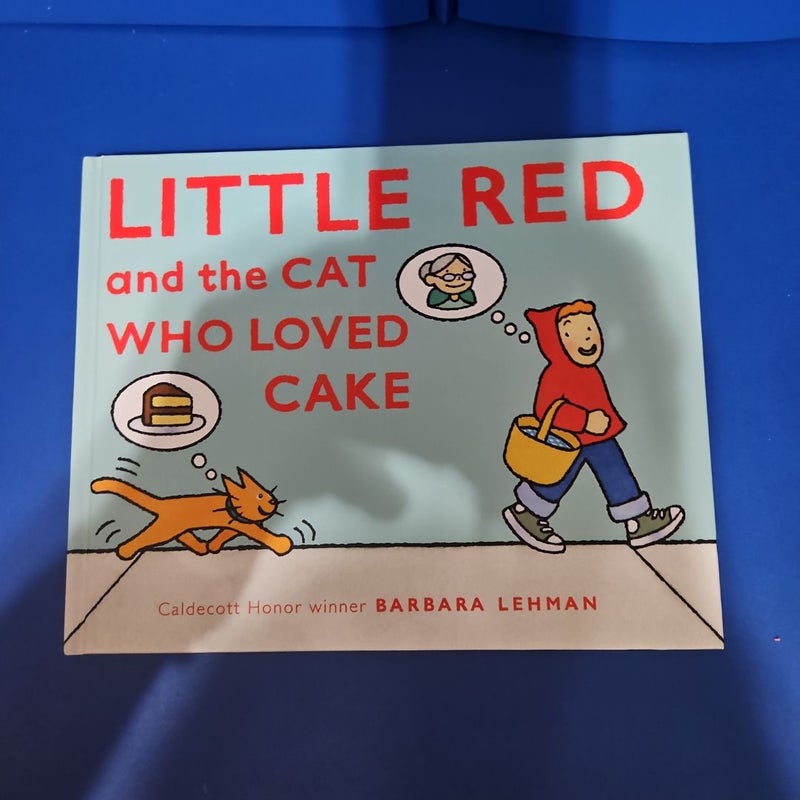 LITTLE RED
and the CAT
WHO LOVED
CAKE
Caldecott Honor winner BARBARA LEHMAN